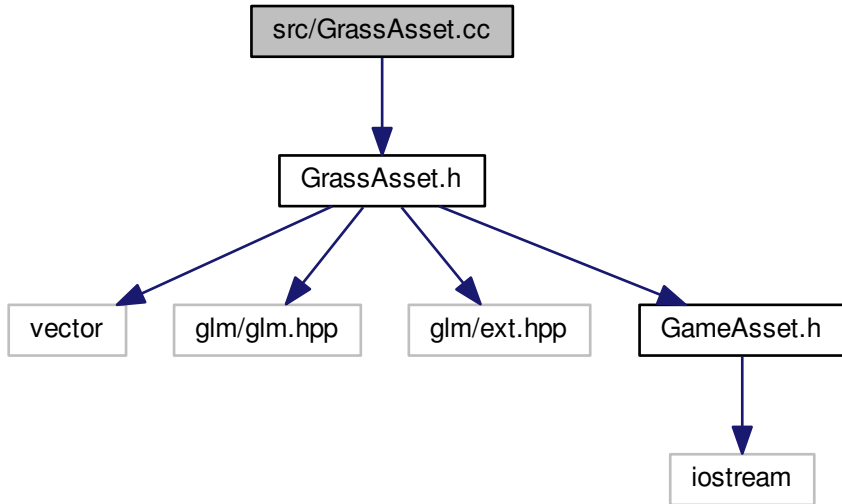 src/GrassAsset.cc
GrassAsset.h
vector
glm/glm.hpp
glm/ext.hpp
GameAsset.h
iostream